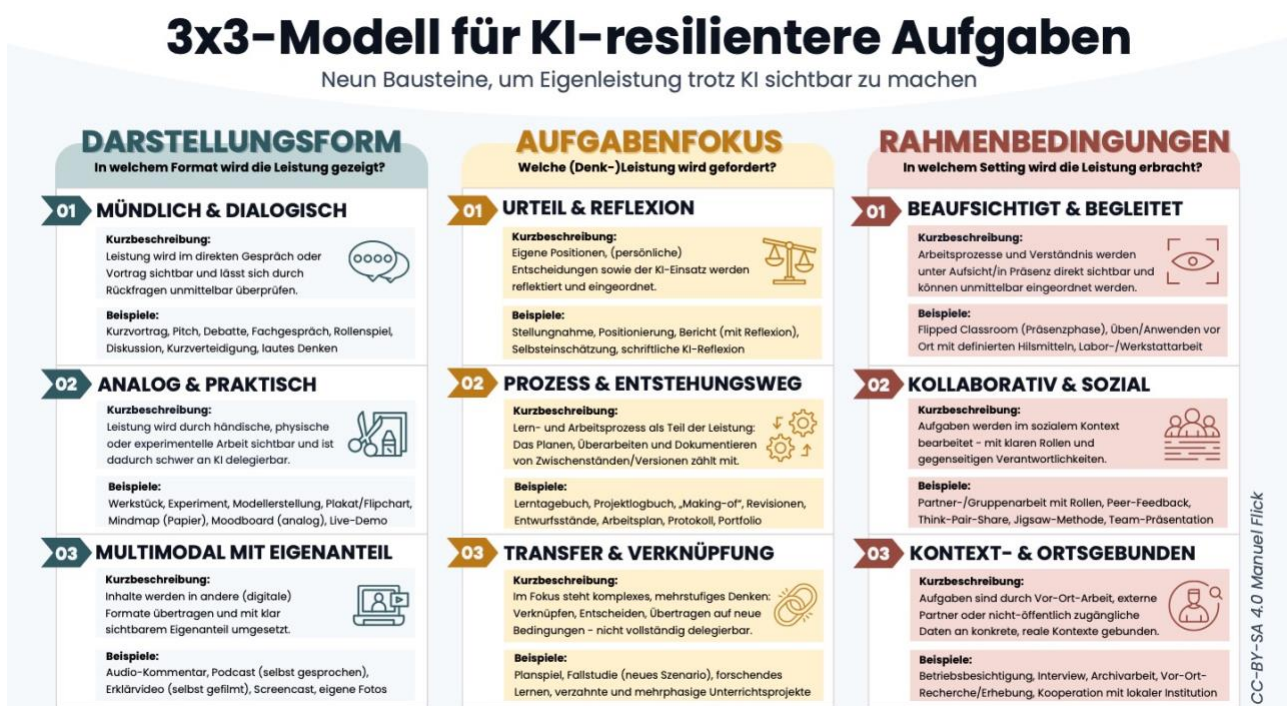 3x3-Modell für KI-resilientere Aufgaben
Neun Bausteine, um Eigenleistung trotz KI sichtbar zu machen
DARSTELLUNGSFORM
In welchem Format wird die Leistung gezeigt?
01 MÜNDLICH & DIALOGISCH
Kurzbeschreibung:
Leistung wird im direkten Gespräch oder
Vortrag sichtbar und lässt sich durch
Rückfragen unmittelbar überprüfen.
Beispiele:
Kurzvortrag, Pitch, Debatte, Fachgespräch, Rollenspiel,
Diskussion, Kurzverteidigung, lautes Denken
02 ANALOG & PRAKTISCH
Kurzbeschreibung:
Leistung wird durch händische, physische
oder experimentelle Arbeit sichtbar und ist
dadurch schwer an KI delegierbar.
Beispiele:
Werkstück, Experiment, Modellerstellung, Plakat/Flipchart,
Mindmap (Papier), Moodboard (analog), Live-Demo
03 MULTIMODAL MIT EIGENANTEIL
Kurzbeschreibung:
Inhalte werden in andere (digitale)
Formate übertragen und mit klar
sichtbarem Eigenanteil umgesetzt.
Beispiele:
Audio-Kommentar, Podcast (selbst gesprochen),
Erklärvideo (selbst gefilmt), Screencast, eigene Fotos
AUFGABENFOKUS
Welche (Denk-)Leistung wird gefordert?
01 URTEIL & REFLEXION
Kurzbeschreibung:
Eigene Positionen, (persönliche)
Entscheidungen sowie der KI-Einsatz werden
reflektiert und eingeordnet.
Beispiele:
Stellungnahme, Positionierung, Bericht (mit Reflexion),
Selbsteinschätzung, schriftliche KI-Reflexion
02 PROZESS & ENTSTEHUNGSWEG
Kurzbeschreibung:
Lern- und Arbeitsprozess als Teil der Leistung:
Das Planen, Überarbeiten und Dokumentieren
von Zwischenständen/Versionen zählt mit.
Beispiele:
Lerntagebuch, Projektlogbuch, „Making-of", Revisionen,
Entwurfsstände, Arbeitsplan, Protokoll, Portfolio
03 TRANSFER & VERKNÜPFUNG
Kurzbeschreibung:
Im Fokus steht komplexes, mehrstufiges Denken:
Verknüpfen, Entscheiden, Übertragen auf neue
Bedingungen - nicht vollständig delegierbar.
Beispiele:
Planspiel, Fallstudie (neues Szenario), forschendes
Lernen, verzahnte und mehrphasige Unterrichtsprojekte
RAHMENBEDINGUNGEN
In welchem Setting wird die Leistung erbracht?
01 BEAUFSICHTIGT & BEGLEITET
Kurzbeschreibung:
Arbeitsprozesse und Verständnis werden
unter Aufsicht/in Präsenz direkt sichtbar und
können unmittelbar eingeordnet werden.
Beispiele:
Flipped Classroom (Präsenzphase), Üben/Anwenden vor
Ort mit definierten Hilsmitteln, Labor-/Werkstattarbeit
02 KOLLABORATIV & SOZIAL
Kurzbeschreibung:
Aufgaben werden im sozialem Kontext
bearbeitet - mit klaren Rollen und
gegenseitigen Verantwortlichkeiten.
Beispiele:
Partner-/Gruppenarbeit mit Rollen, Peer-Feedback,
Think-Pair-Share, Jigsaw-Methode, Team-Präsentation
03 KONTEXT- & ORTSGEBUNDEN
Kurzbeschreibung:
Aufgaben sind durch Vor-Ort-Arbeit, externe
Partner oder nicht-öffentlich zugängliche
Daten an konkrete, reale Kontexte gebunden.
Beispiele:
Betriebsbesichtigung, Interview, Archivarbeit, Vor-Ort-
Recherche/Erhebung, Kooperation mit lokaler Institution
CC-BY-SA 4.0 Manuel Flick